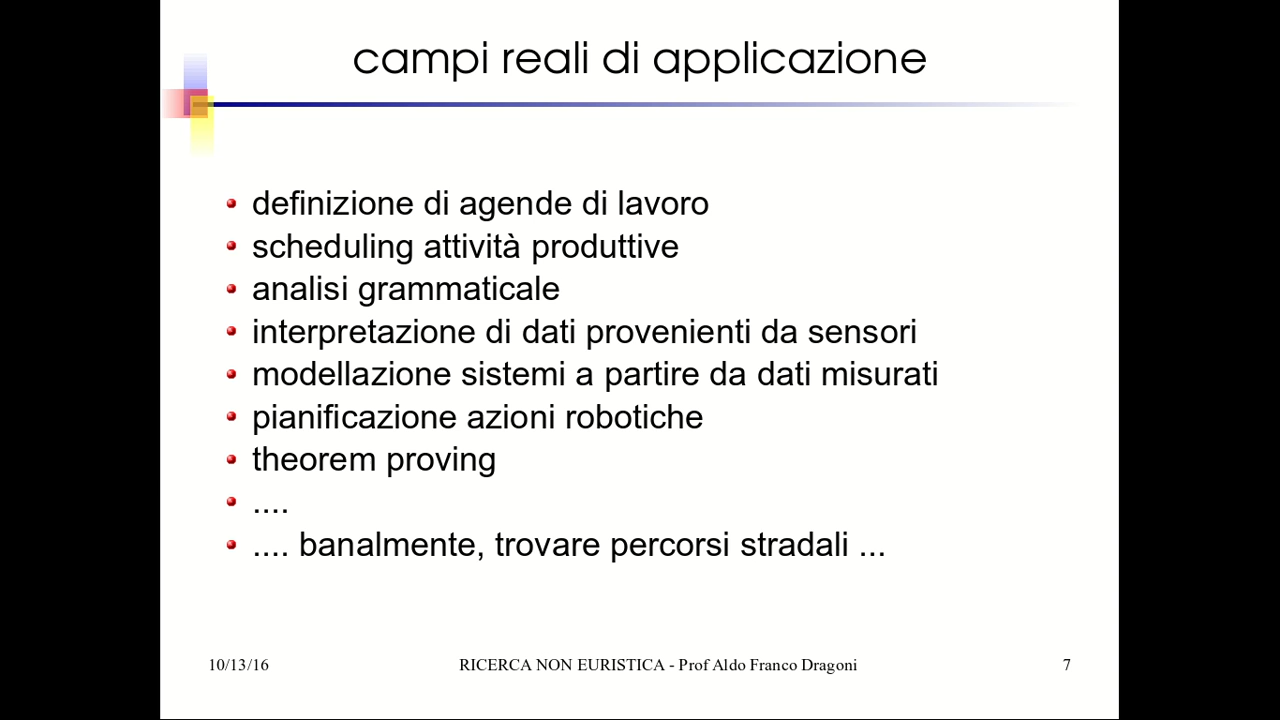 campi reali di applicazione
definizione di agende di lavoro
scheduling attività produttive
analisi grammaticale
interpretazione di dati provenienti da sensori
modellazione sistemi a partire da dati misurati
pianificazione azioni robotiche
theorem proving
....
.... banalmente, trovare percorsi stradali ...
10/13/16 RICERCA NON EURISTICA - Prof Aldo Franco Dragoni 7